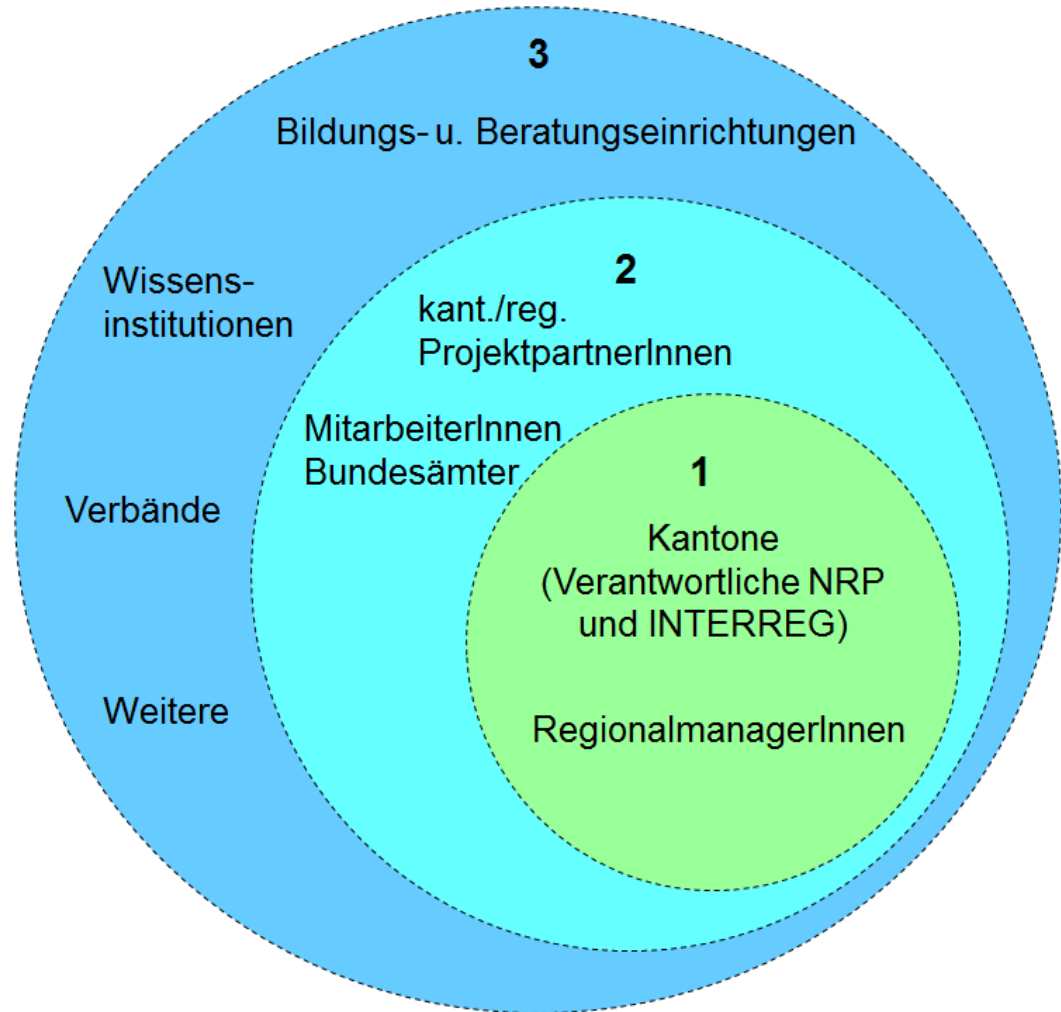 3
Bildungs- u. Beratungseinrichtungen
Wissens-
institutionen
2
kant./reg.
ProjektpartnerInnen
MitarbeiterInnen
Bundesämter
1
Verbände
Kantone
(Verantwortliche NRP
und INTERREG)
Weitere
RegionalmanagerInnen